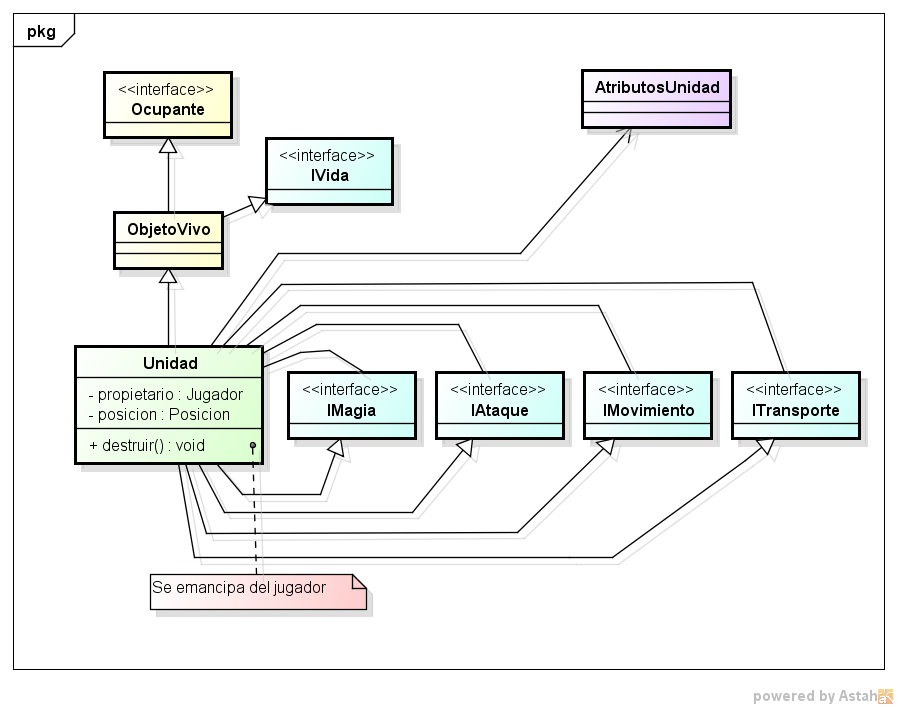 pkg
<<interface>>
Ocupante
AtributosUnidad
<<interface>>
IVida
ObjetoVivo
Unidad
- propietario : Jugador
- posicion : Posicion
+ destruir() : void
<<interface>>
IMagia
<<interface>>
IAtaque
<<interface>>
IMovimiento
<<interface>>
ITransporte
Se emancipa del jugador
powered by Astah